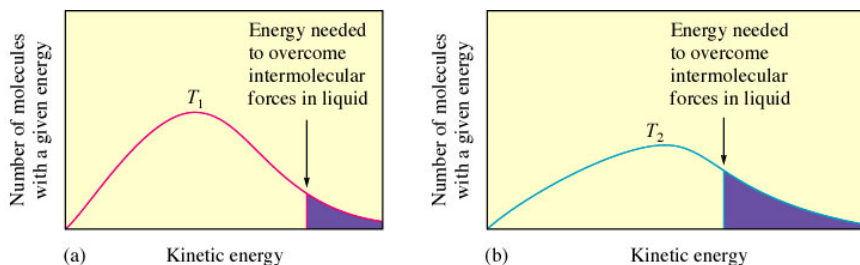 Number of molecules
with a given energy
T1
Energy needed
to overcome
intermolecular
forces in liquid
(a)
Kinetic energy
Number of molecules
with a given energy
T2
Energy needed
to overcome
intermolecular
forces in liquid
(b)
Kinetic energy